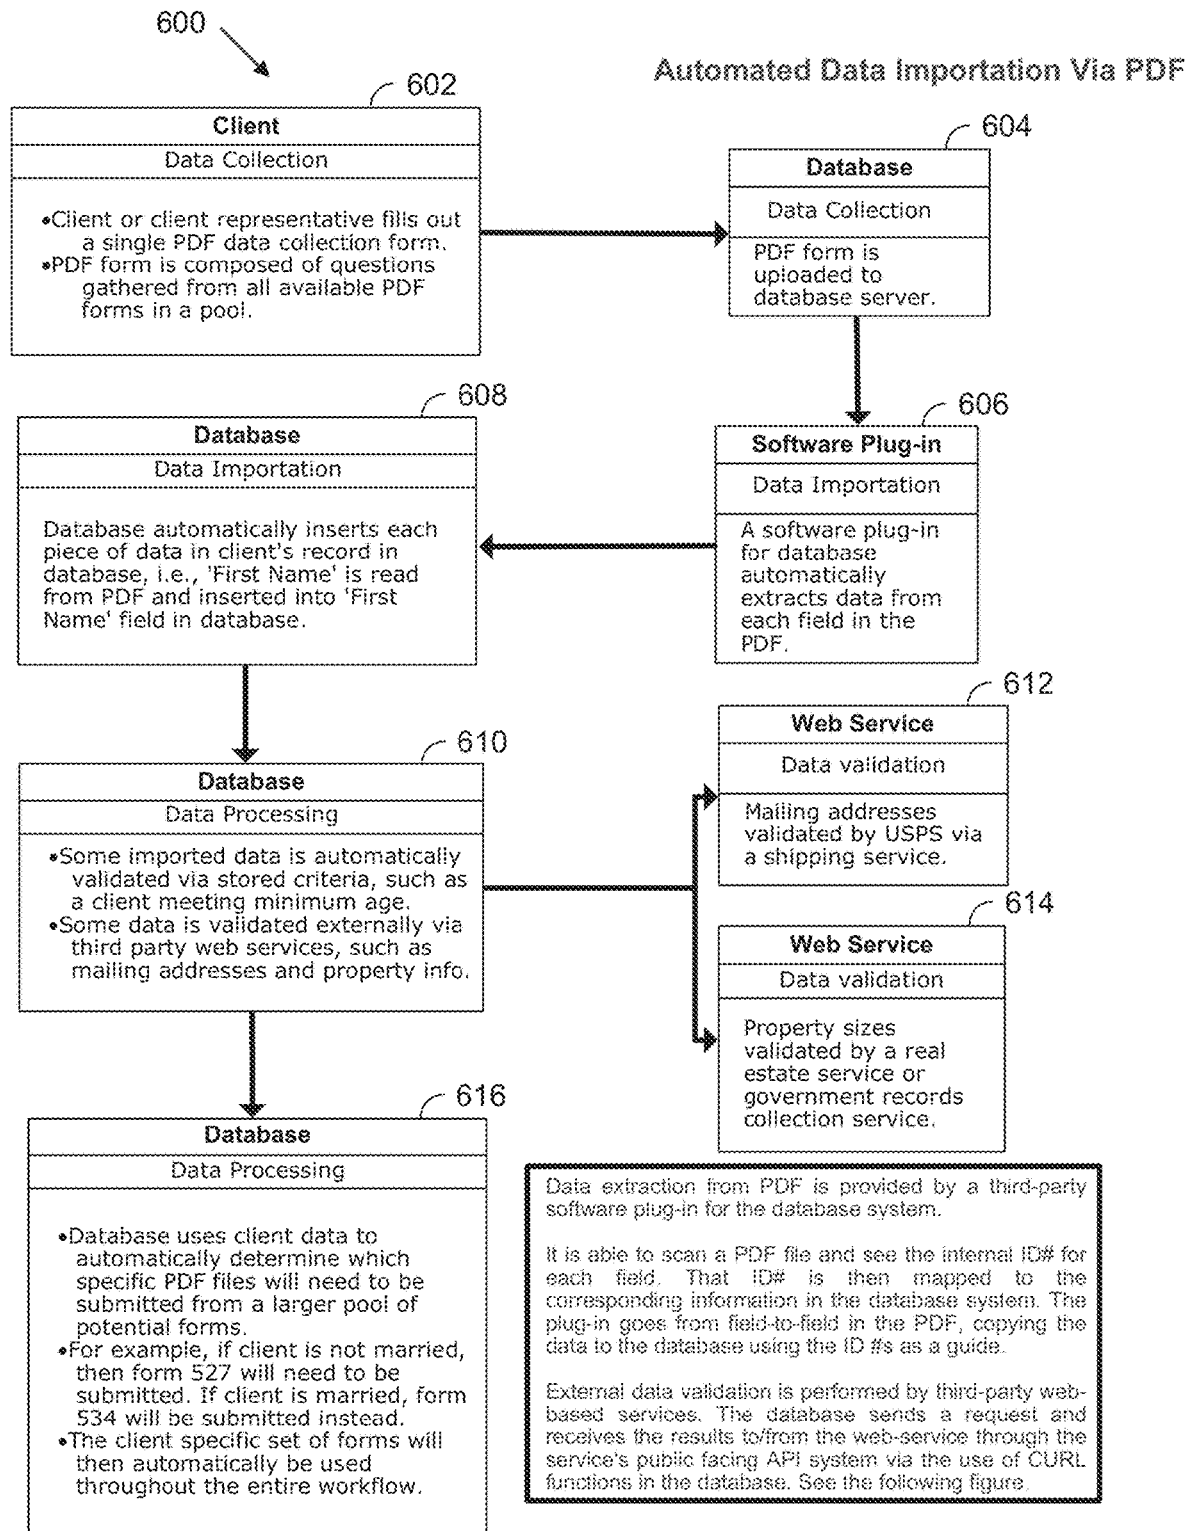 600
Automated Data Importation Via PDF
602
Client
Data Collection
•Client or client representative fills out
a single PDF data collection form.
•PDF form is composed of questions
gathered from all available PDF
forms in a pool.
604
Database
Data Collection
PDF form is
uploaded to
database server.
608
Database
Data Importation
Database automatically inserts each
piece of data in client's record in
database, i.e., 'First Name' is read
from PDF and inserted into 'First
Name' field in database.
606
Software Plug-in
Data Importation
A software plug-in
for database
automatically
extracts data from
each field in the
PDF.
610
Database
Data Processing
•Some imported data is automatically
validated via stored criteria, such as
a client meeting minimum age.
•Some data is validated externally via
third party web services, such as
mailing addresses and property info.
612
Web Service
Data validation
Mailing addresses
validated by USPS via
a shipping service.
614
Web Service
Data validation
Property sizes
validated by a real
estate service or
government records
collection service.
616
Database
Data Processing
•Database uses client data to
automatically determine which
specific PDF files will need to be
submitted from a larger pool of
potential forms.
•For example, if client is not married,
then form 527 will need to be
submitted. If client is married, form
534 will be submitted instead.
•The client specific set of forms will
then automatically be used
throughout the entire workflow.
Data extraction from PDF is provided by a third-party
software plug-in for the database system.
It is able to scan a PDF file and see the internal ID# for
each field. That ID# is then mapped to the
corresponding information in the database system. The
plug-in goes from field-to-field in the PDF, copying the
data to the database using the ID #s as a guide.
External data validation is performed by third-party web-
based services. The database sends a request and
receives the results to/from the web-service through the
service's public facing API system via the use of CURL
functions in the database. See the following figure.